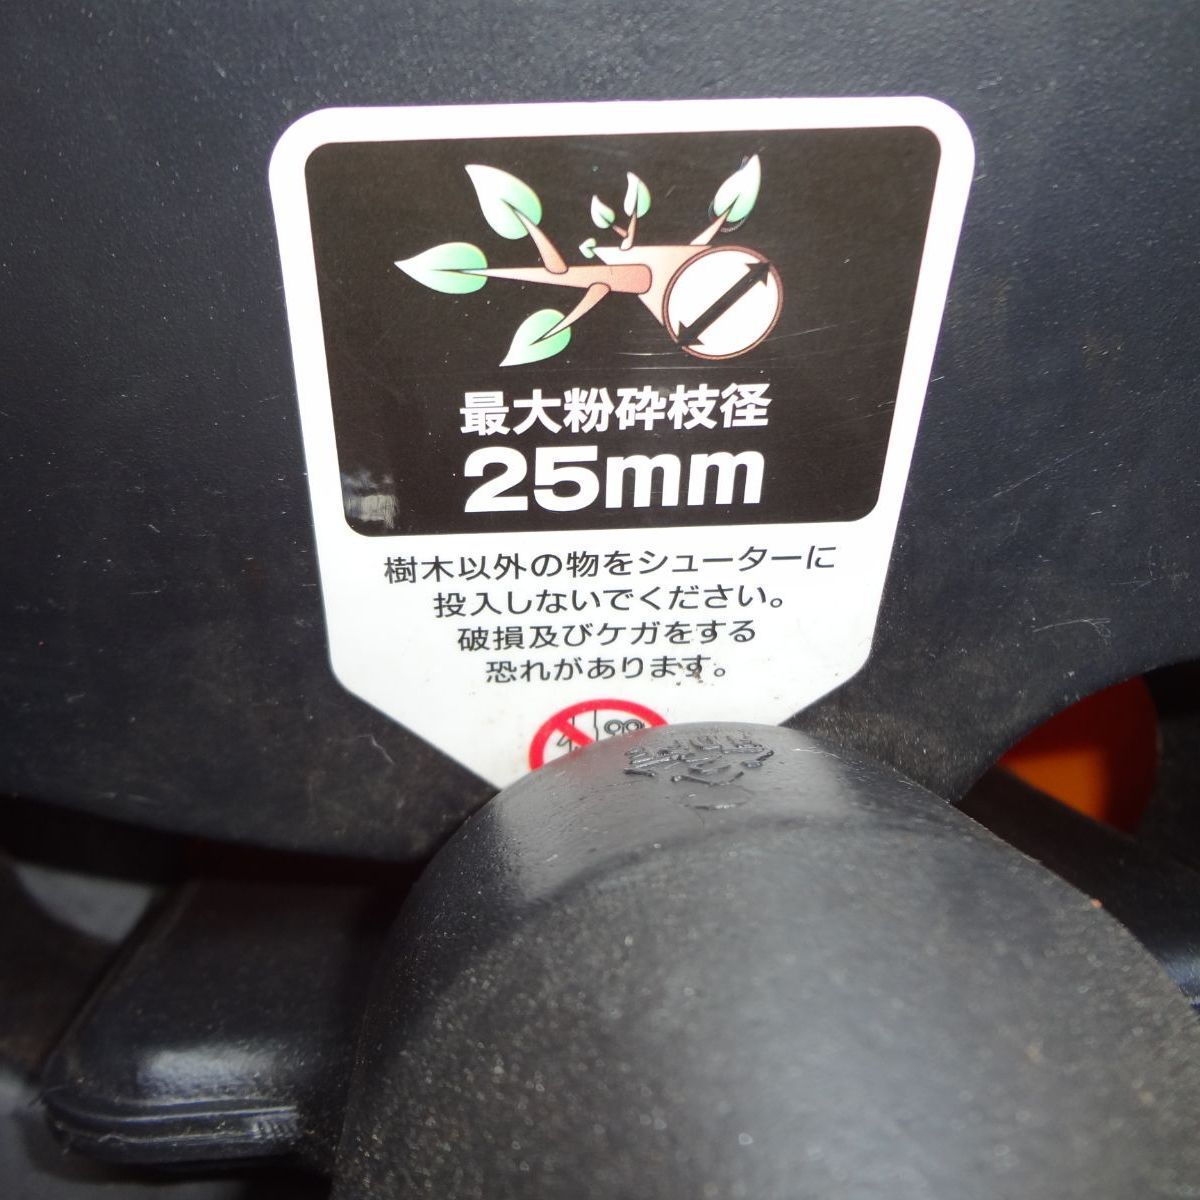 最大粉砕枝径
25mm
樹木以外の物をシューターに
投入しないでください。
破損及びケガをする
恐れがあります。